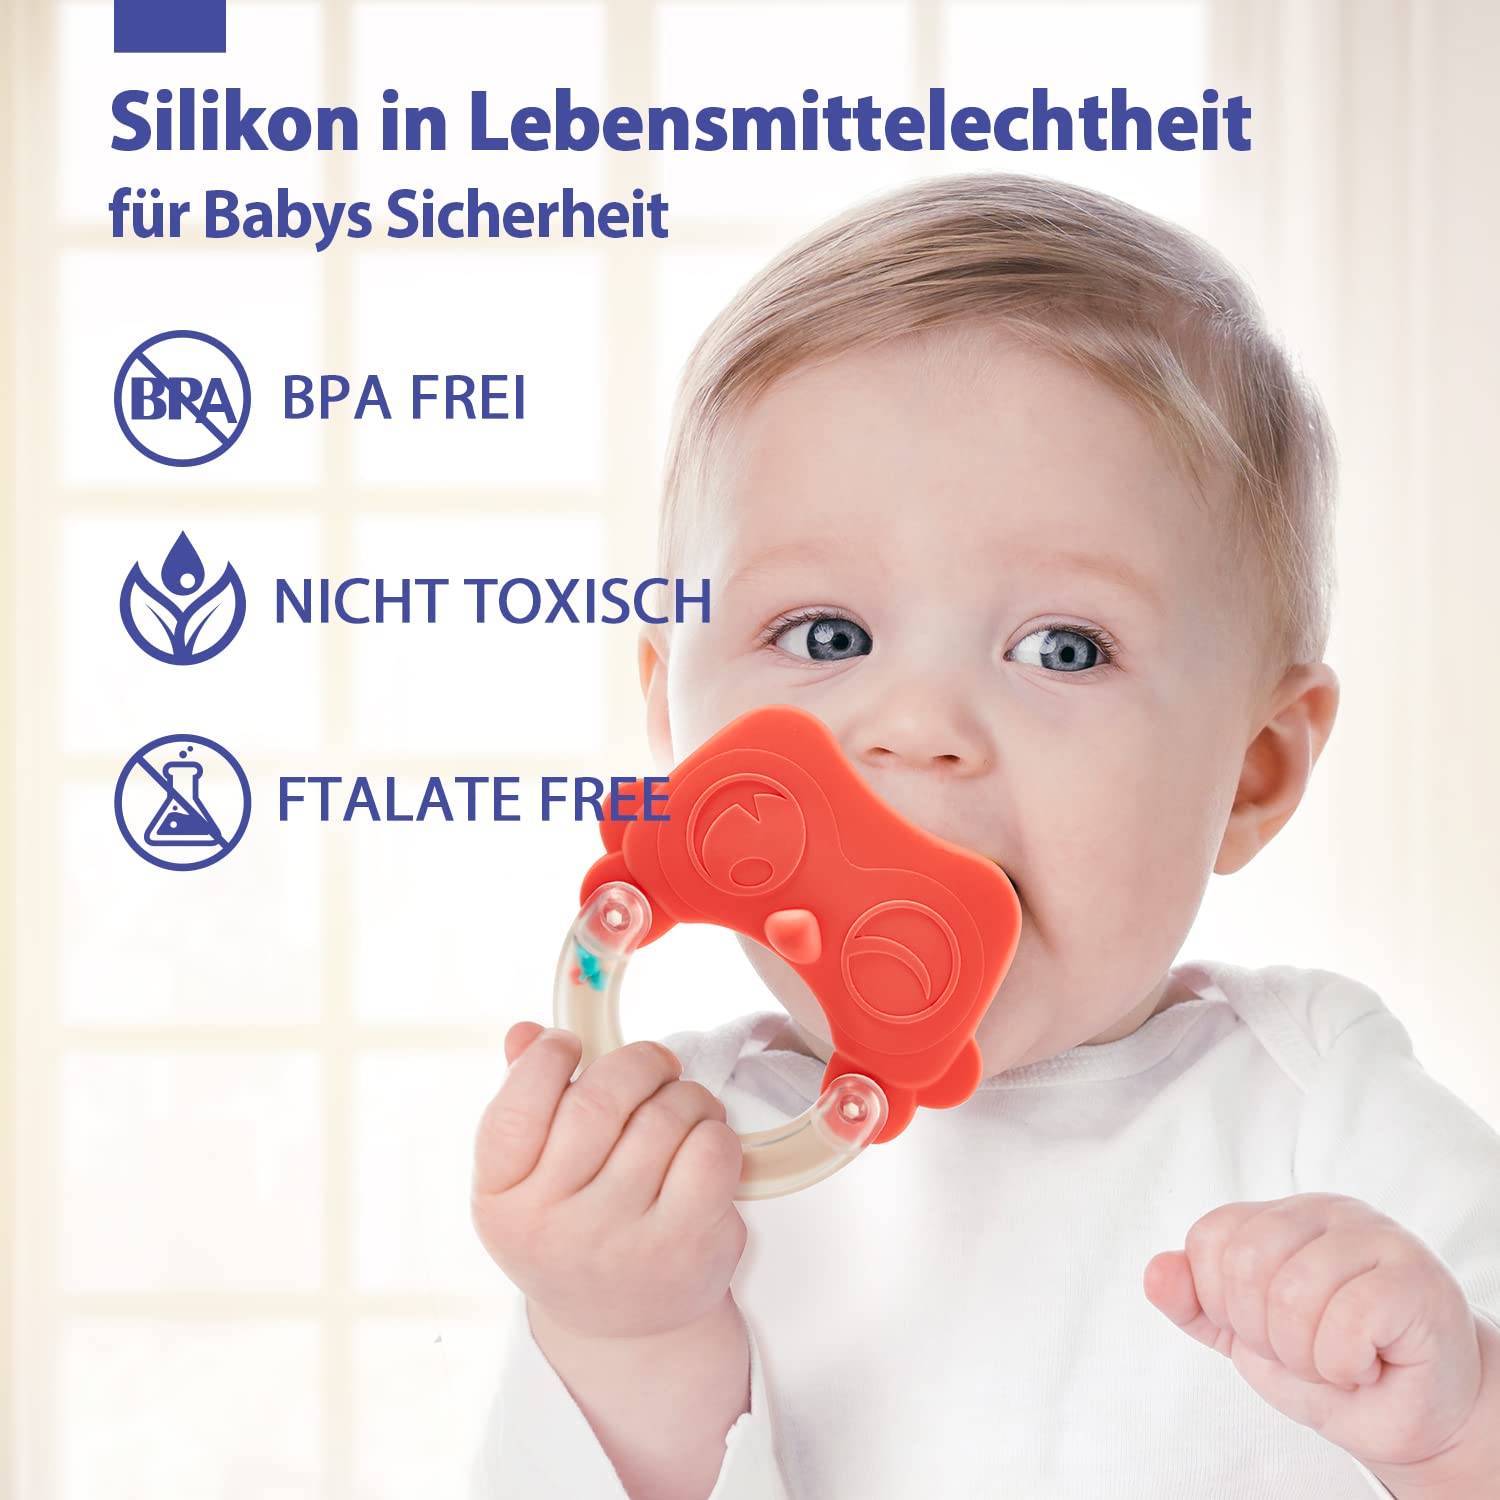 Silikon in Lebensmittelechtheit
für Babys Sicherheit
BPA BPA FREI
NICHT TOXISCH
FTALATE FREE